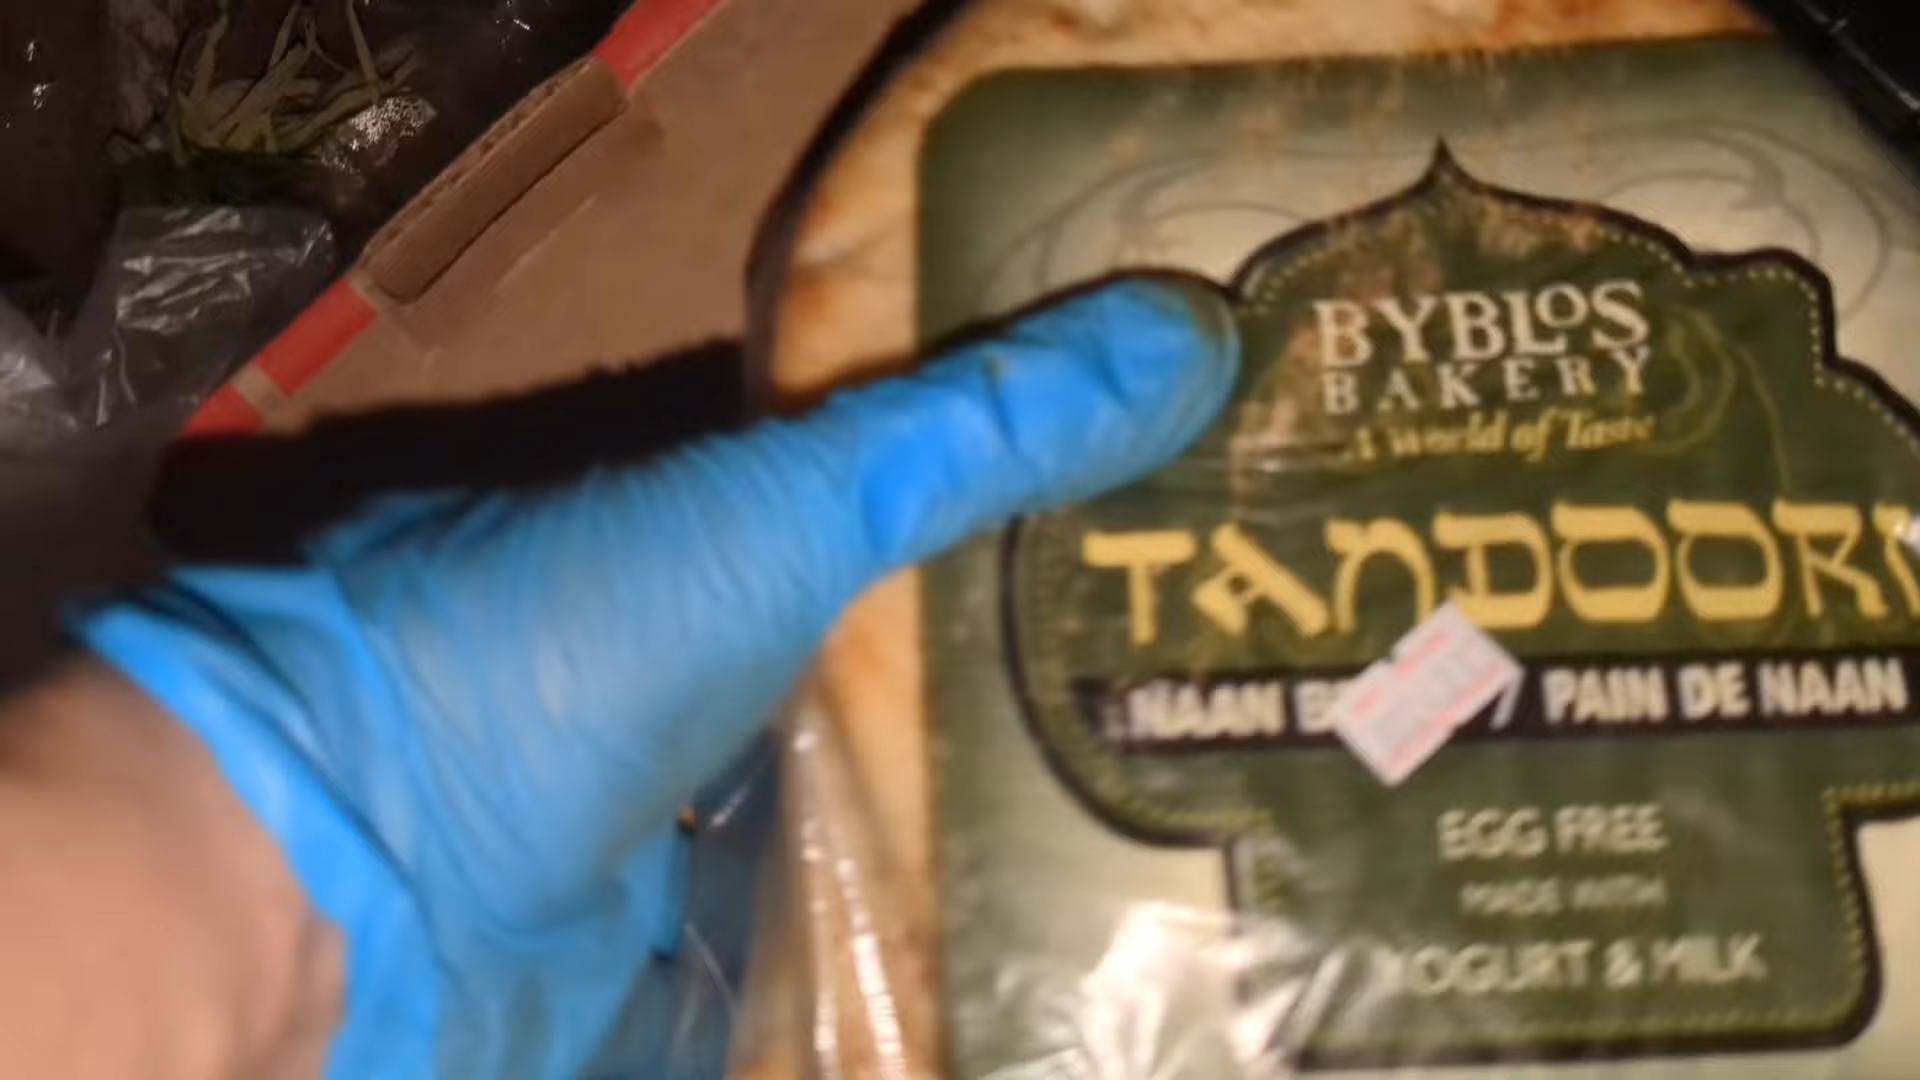 BYBLOS
BAKERY
A World of Taste
TANDOORI
NAAN PAIN DE NAAN
EGG FREE
MADE WITH
YOGURT & MILK